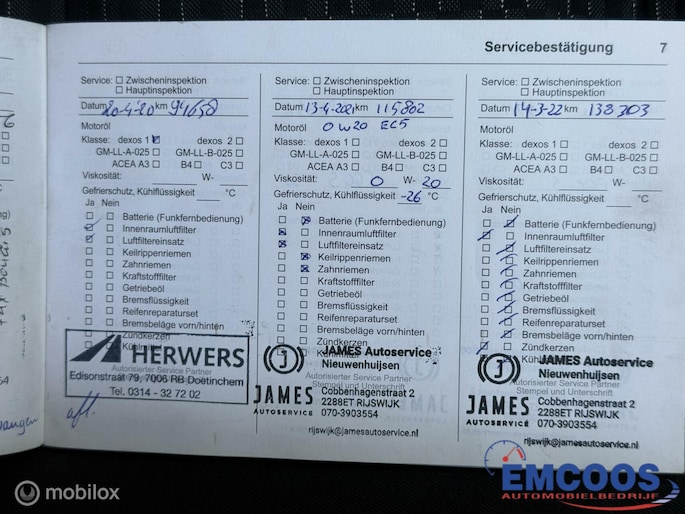 Servicebestätigung 7
Service: Zwischeninspektion
Hauptinspektion
Datum 20-4-20 km 94658
Motoröl
Klasse: dexos 1 dexos 2
GM-LL-A-025 GM-LL-B-025
ACEA A3 B4 C3
Viskosität: W-
Gefrierschutz, Kühlflüssigkeit °C
Ja Nein
Batterie (Funkfernbedienung)
Innenraumluftfilter
Luftfiltereinsatz
Keilrippenriemen
Zahnriemen
Kraftstofffilter
Getriebeöl
Bremsflüssigkeit
Reifenreparaturset
Bremsbeläge vorn/hinten
Zündkerzen
HERWERS
Edisonstraat 79, 7006 RB Doetinchem
Tel. 0314 - 32 72 02
Service: Zwischeninspektion
Hauptinspektion
Datum 13-4-2021 km 115802
Motoröl 0W20 EC5
Klasse: dexos 1 dexos 2
GM-LL-A-025 GM-LL-B-025
ACEA A3 B4 C3
Viskosität: 0 W- 20
Gefrierschutz, Kühlflüssigkeit -26 °C
Ja Nein
Batterie (Funkfernbedienung)
Innenraumluftfilter
Luftfiltereinsatz
Keilrippenriemen
Zahnriemen
Kraftstofffilter
Getriebeöl
Bremsflüssigkeit
Reifenreparaturset
Bremsbeläge vorn/hinten
Zündkerzen
JAMES Autoservice
Nieuwenhuijsen
Autorisierter Service Partner
Stempel und Unterschrift
JAMES
AUTOSERVICE
Cobbenhagenstraat 2
2288ET RIJSWIJK
070-3903554
rijswijk@jamesautoservice.nl
Service: Zwischeninspektion
Hauptinspektion
Datum 14-3-22 km 138303
Motoröl
Klasse: dexos 1 dexos 2
GM-LL-A-025 GM-LL-B-025
ACEA A3 B4 C3
Viskosität: W-
Gefrierschutz, Kühlflüssigkeit °C
Ja Nein
Batterie (Funkfernbedienung)
Innenraumluftfilter
Luftfiltereinsatz
Keilrippenriemen
Zahnriemen
Kraftstofffilter
Getriebeöl
Bremsflüssigkeit
Reifenreparaturset
Bremsbeläge vorn/hinten
Zündkerzen
JAMES Autoservice
Nieuwenhuijsen
Autorisierter Service Partner
Stempel und Unterschrift
JAMES
AUTOSERVICE
Cobbenhagenstraat 2
2288ET RIJSWIJK
070-3903554
rijswijk@jamesautoservice.nl
EMCOOS
AUTOMOBIELBEDRIJF
mobilox